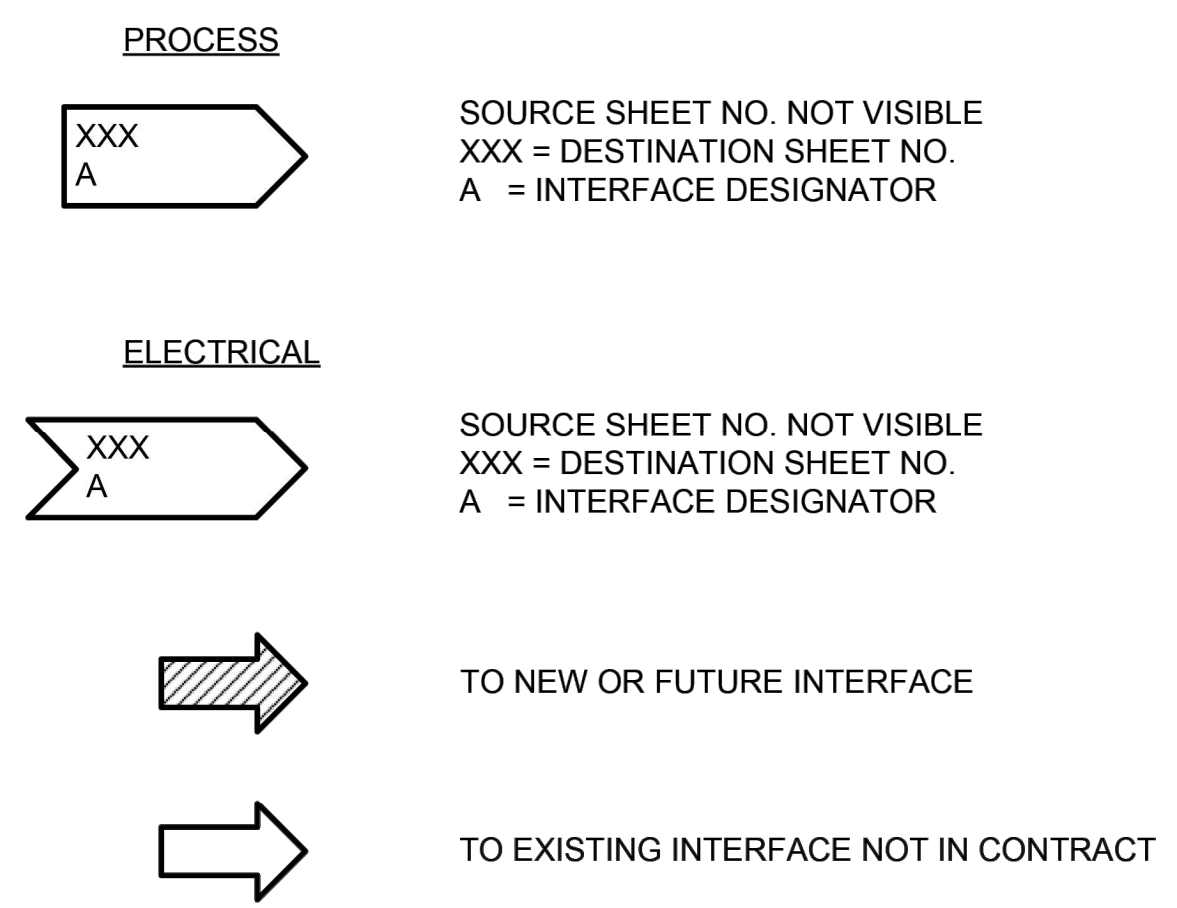 PROCESS
XXX
A
SOURCE SHEET NO. NOT VISIBLE
XXX = DESTINATION SHEET NO.
A = INTERFACE DESIGNATOR
ELECTRICAL
XXX
A
SOURCE SHEET NO. NOT VISIBLE
XXX = DESTINATION SHEET NO.
A = INTERFACE DESIGNATOR
TO NEW OR FUTURE INTERFACE
TO EXISTING INTERFACE NOT IN CONTRACT